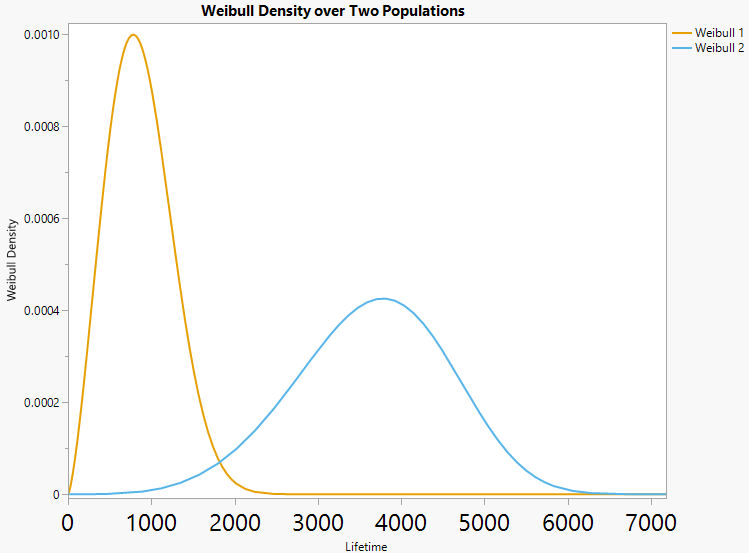 Weibull Density over Two Populations
Weibull 1
Weibull 2
0.0010
0.0008
0.0006
0.0004
0.0002
0
Weibull Density
0 1000 2000 3000 4000 5000 6000 7000
Lifetime